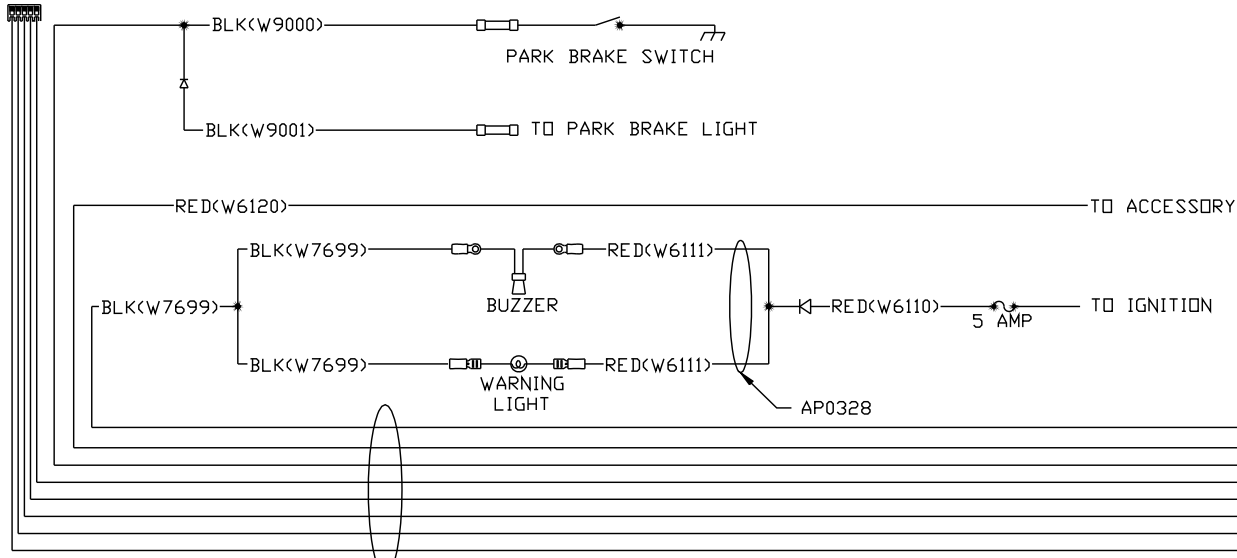 BLK(W9000)
PARK BRAKE SWITCH
BLK(W9001)
TO PARK BRAKE LIGHT
RED(W6120)
TO ACCESSORY
BLK(W7699)
RED(W6111)
BUZZER
BLK(W7699)
RED(W6110)
5 AMP
TO IGNITION
BLK(W7699)
RED(W6111)
WARNING
LIGHT
AP0328